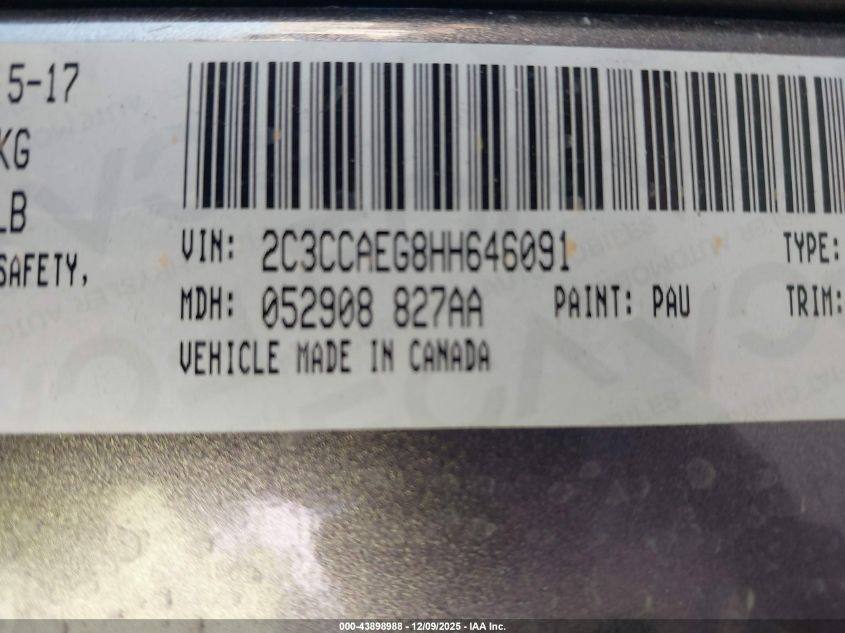 5-17
KG
LB
SAFETY,
VIN: 2C3CCAEG8HH646091
TYPE:
MDH: 052908 827AA
PAINT: PAU
TRIM:
VEHICLE MADE IN CANADA
000-43898988 - 12/09/2025 - IAA Inc.